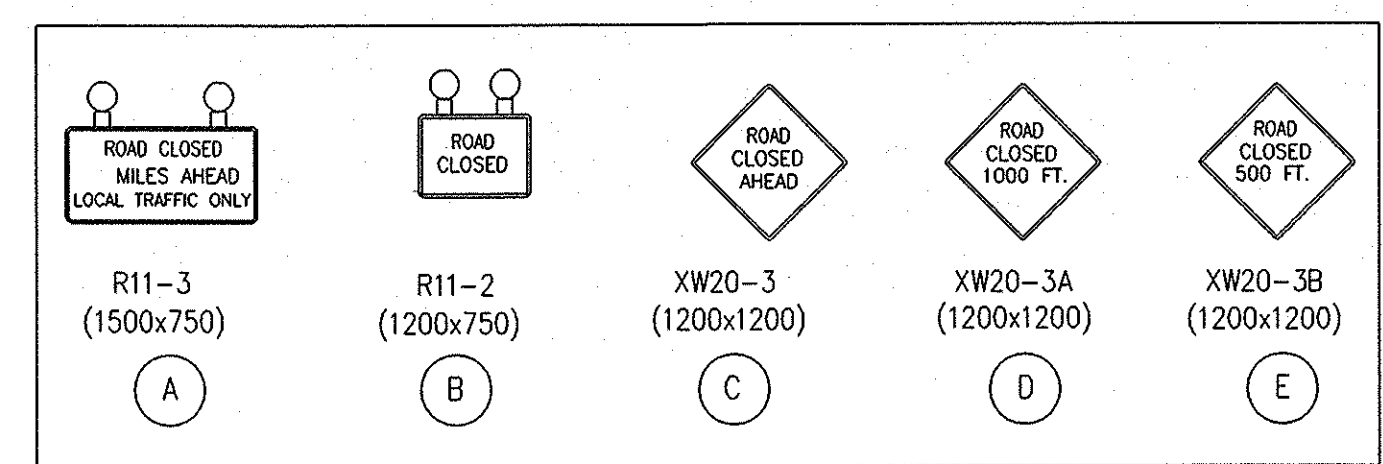 ROAD CLOSED
MILES AHEAD
LOCAL TRAFFIC ONLY
R11-3
(1500x750)
A
ROAD
CLOSED
R11-2
(1200x750)
B
ROAD
CLOSED
AHEAD
XW20-3
(1200x1200)
C
ROAD
CLOSED
1000 FT.
XW20-3A
(1200x1200)
D
ROAD
CLOSED
500 FT.
XW20-3B
(1200x1200)
E